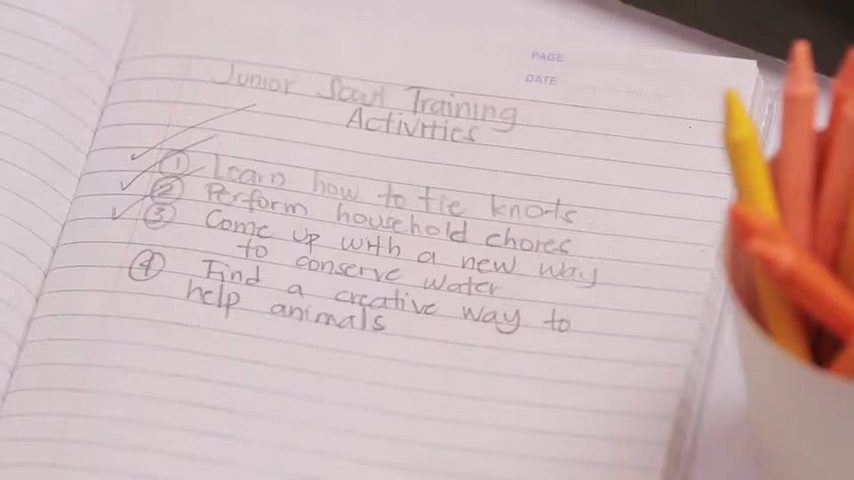 PAGE
DATE
Junior Scout Training
Activities
1 Learn how to tie knots
2 Perform household chores
3 Come up with a new way
to conserve water
4 Find a creative way to
help animals